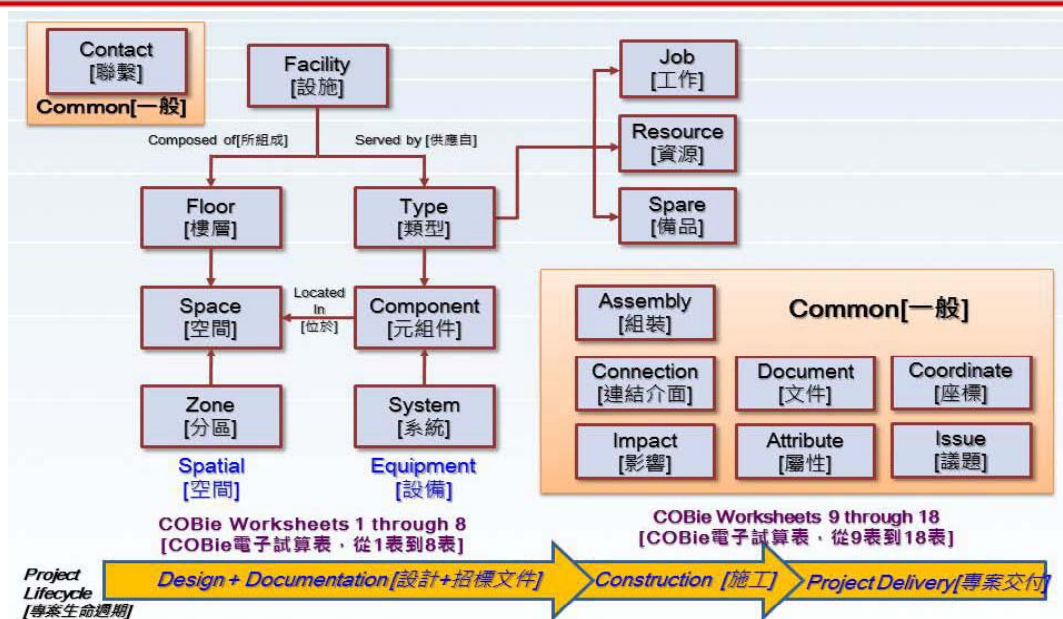 Contact
[聯繫]
Common[一般]
Facility
[設施]
Composed of[所組成]
Served by [供應自]
Floor
[樓層]
Type
[類型]
Space
[空間]
Located
In
[位於]
Component
[元組件]
Zone
[分區]
System
[系統]
Spatial
[空間]
Equipment
[設備]
Job
[工作]
Resource
[資源]
Spare
[備品]
Common[一般]
Assembly
[組裝]
Connection
[連結介面]
Document
[文件]
Coordinate
[座標]
Impact
[影響]
Attribute
[屬性]
Issue
[議題]
COBie Worksheets 1 through 8
[COBie電子試算表，從1表到8表]
COBie Worksheets 9 through 18
[COBie電子試算表，從9表到18表]
Project
Lifecycle
[專案生命週期]
Design + Documentation [設計+招標文件]
Construction [施工]
Project Delivery[專案交付]